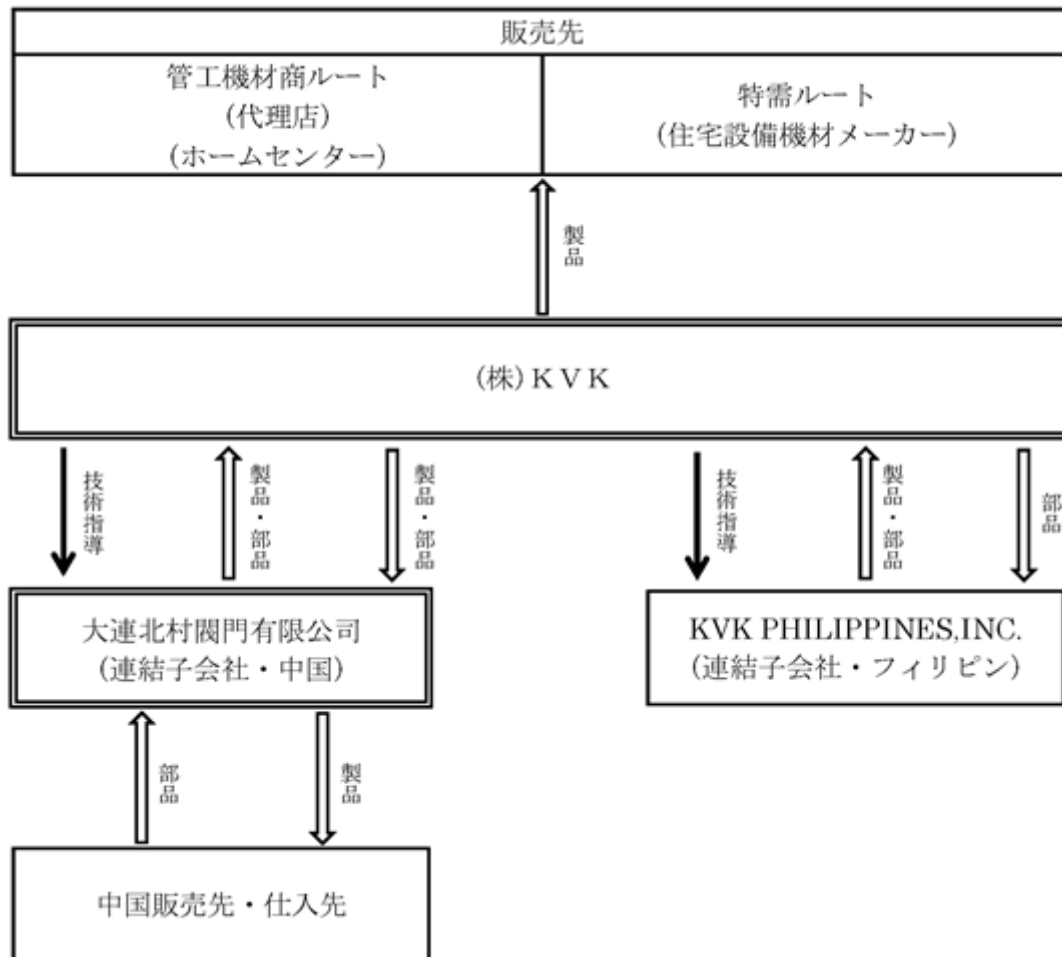 販売先
管工機材商ルート
(代理店)
(ホームセンター)
特需ルート
(住宅設備機材メーカー)
製品
(株)ＫＶＫ
技術指導
製品・部品
製品・部品
技術指導
製品・部品
部品
大連北村閥門有限公司
(連結子会社・中国)
KVK PHILIPPINES,INC.
(連結子会社・フィリピン)
部品
製品
中国販売先・仕入先